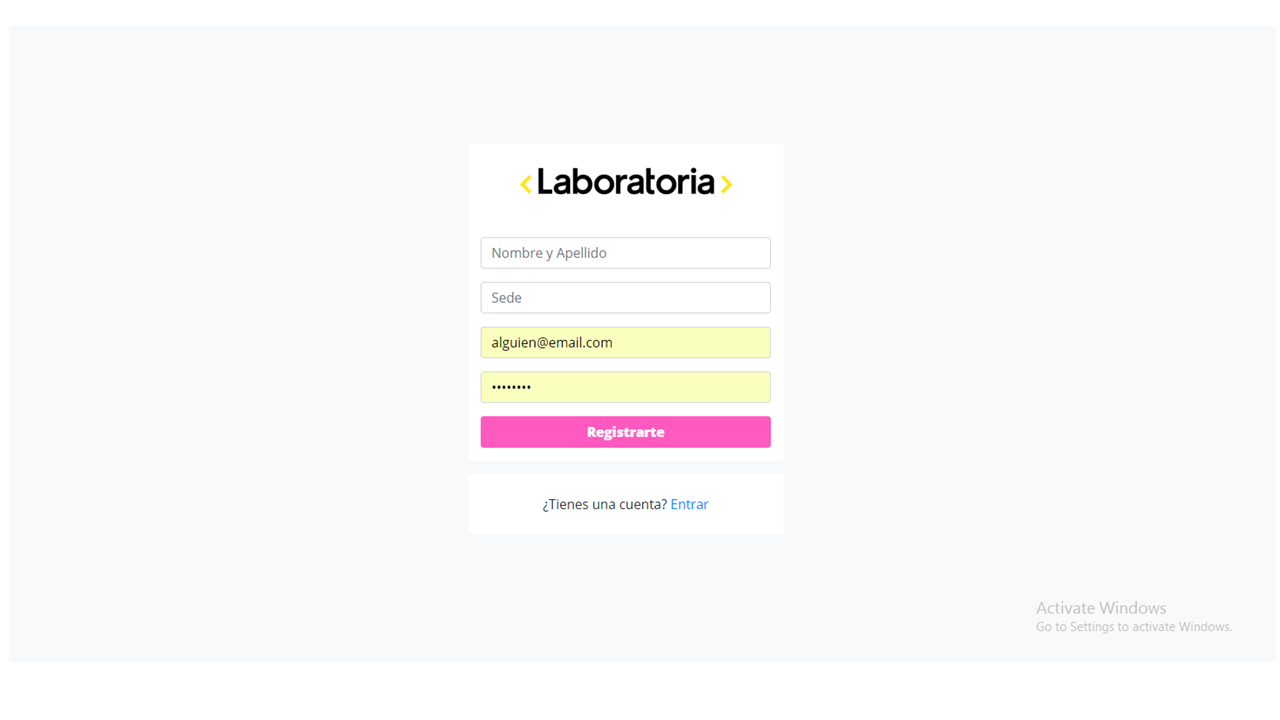 < Laboratoria >
Nombre y Apellido
Sede
alguien@email.com
••••••••
Registrarte
¿Tienes una cuenta? Entrar
Activate Windows
Go to Settings to activate Windows.